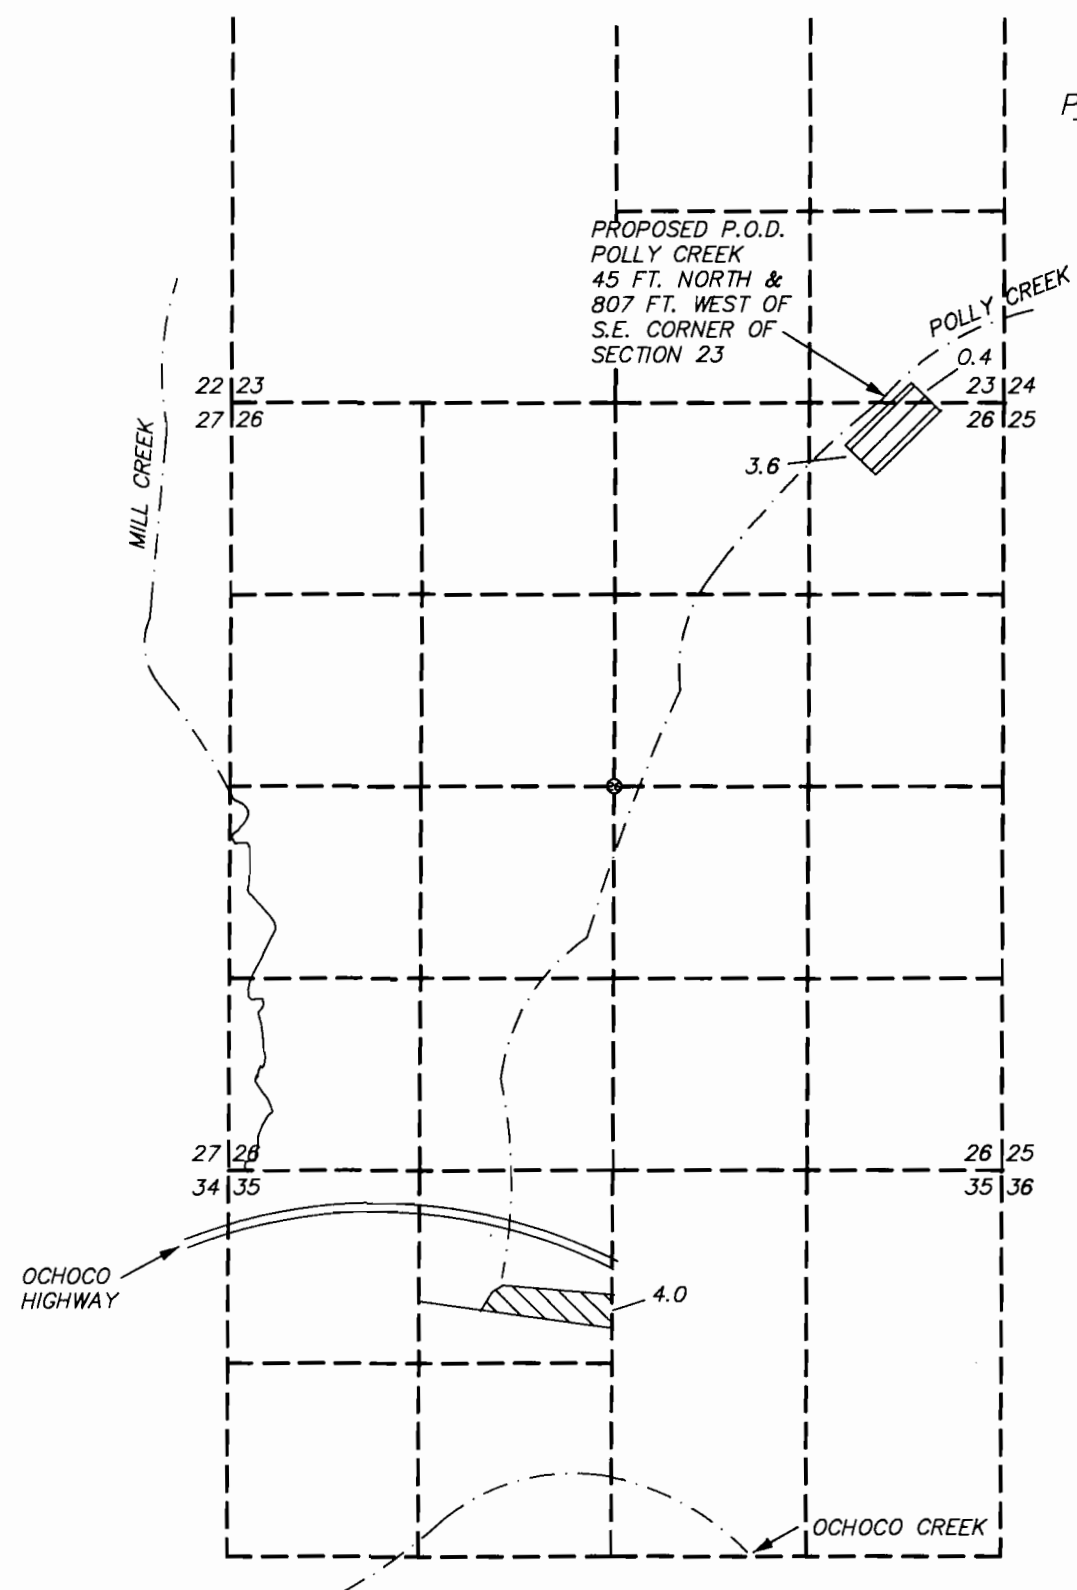 P
PROPOSED P.O.D.
POLLY CREEK
45 FT. NORTH &
807 FT. WEST OF
S.E. CORNER OF
SECTION 23
POLLY CREEK
0.4
22 23
27 26
23 24
26 25
3.6
MILL CREEK
27 26
34 35
26 25
35 36
OCHOCO
HIGHWAY
4.0
OCHOCO CREEK